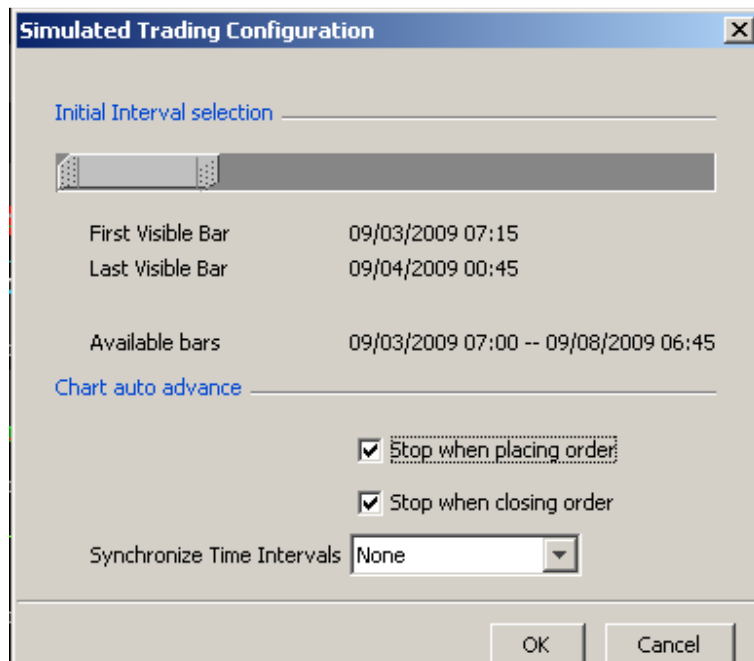 Simulated Trading Configuration
Initial Interval selection
First Visible Bar 09/03/2009 07:15
Last Visible Bar 09/04/2009 00:45
Available bars 09/03/2009 07:00 -- 09/08/2009 06:45
Chart auto advance
Stop when placing order
Stop when closing order
Synchronize Time Intervals None
OK Cancel